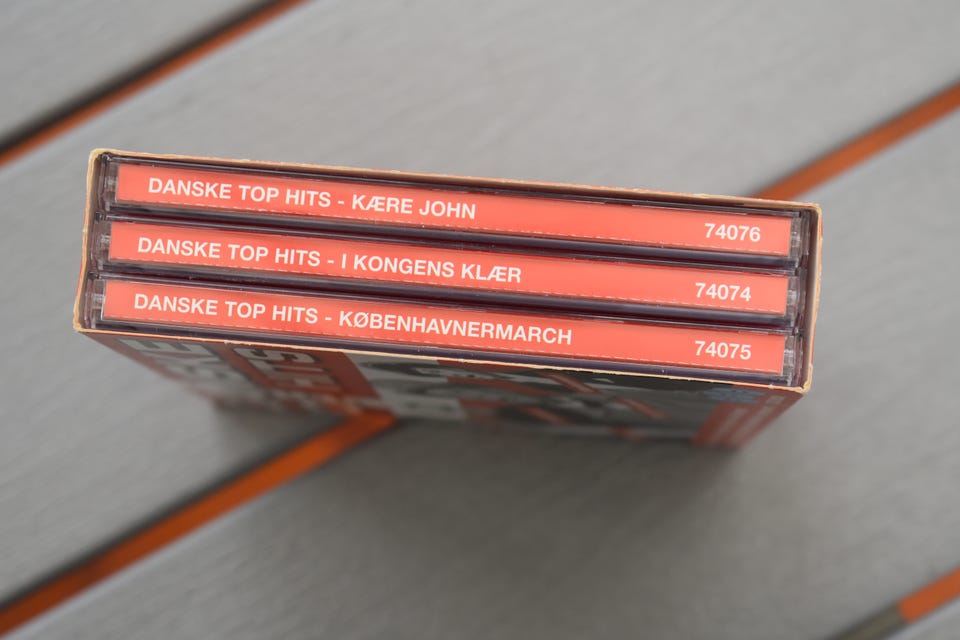 DANSKE TOP HITS - KÆRE JOHN 74076
DANSKE TOP HITS - I KONGENS KLÆR 74074
DANSKE TOP HITS - KØBENHAVNERMARCH 74075